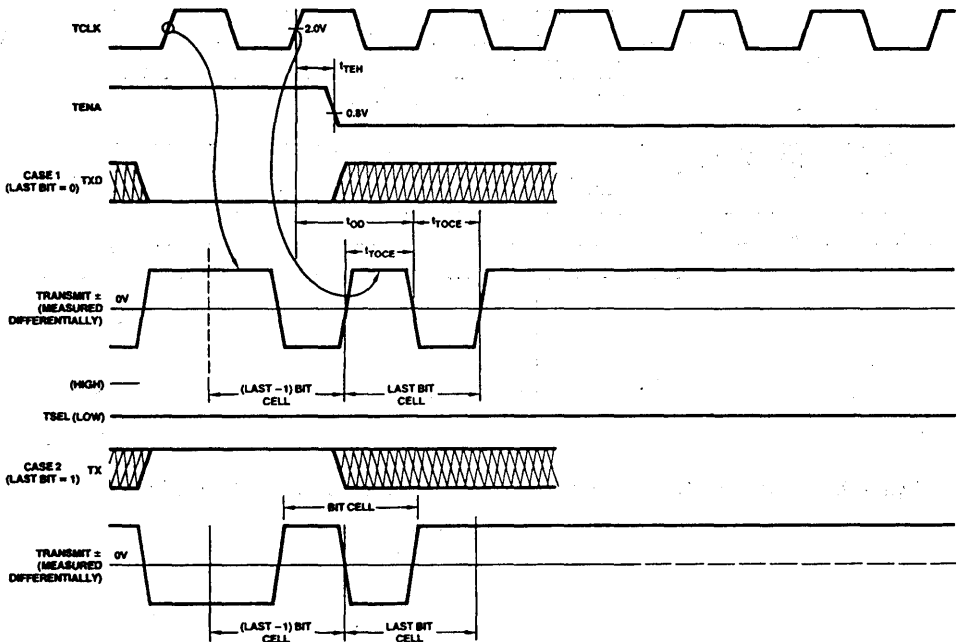 TCLK
2.0V
tTEH
TENA
0.8V
CASE 1 TXD
(LAST BIT = 0)
tOD
tTOCE
tTOCE
TRANSMIT ± 0V
(MEASURED
DIFFERENTIALLY)
(HIGH)
(LAST -1) BIT
CELL
LAST BIT
CELL
TSEL (LOW)
CASE 2 TX
(LAST BIT = 1)
BIT CELL
TRANSMIT ± 0V
(MEASURED
DIFFERENTIALLY)
(LAST -1) BIT
CELL
LAST BIT
CELL